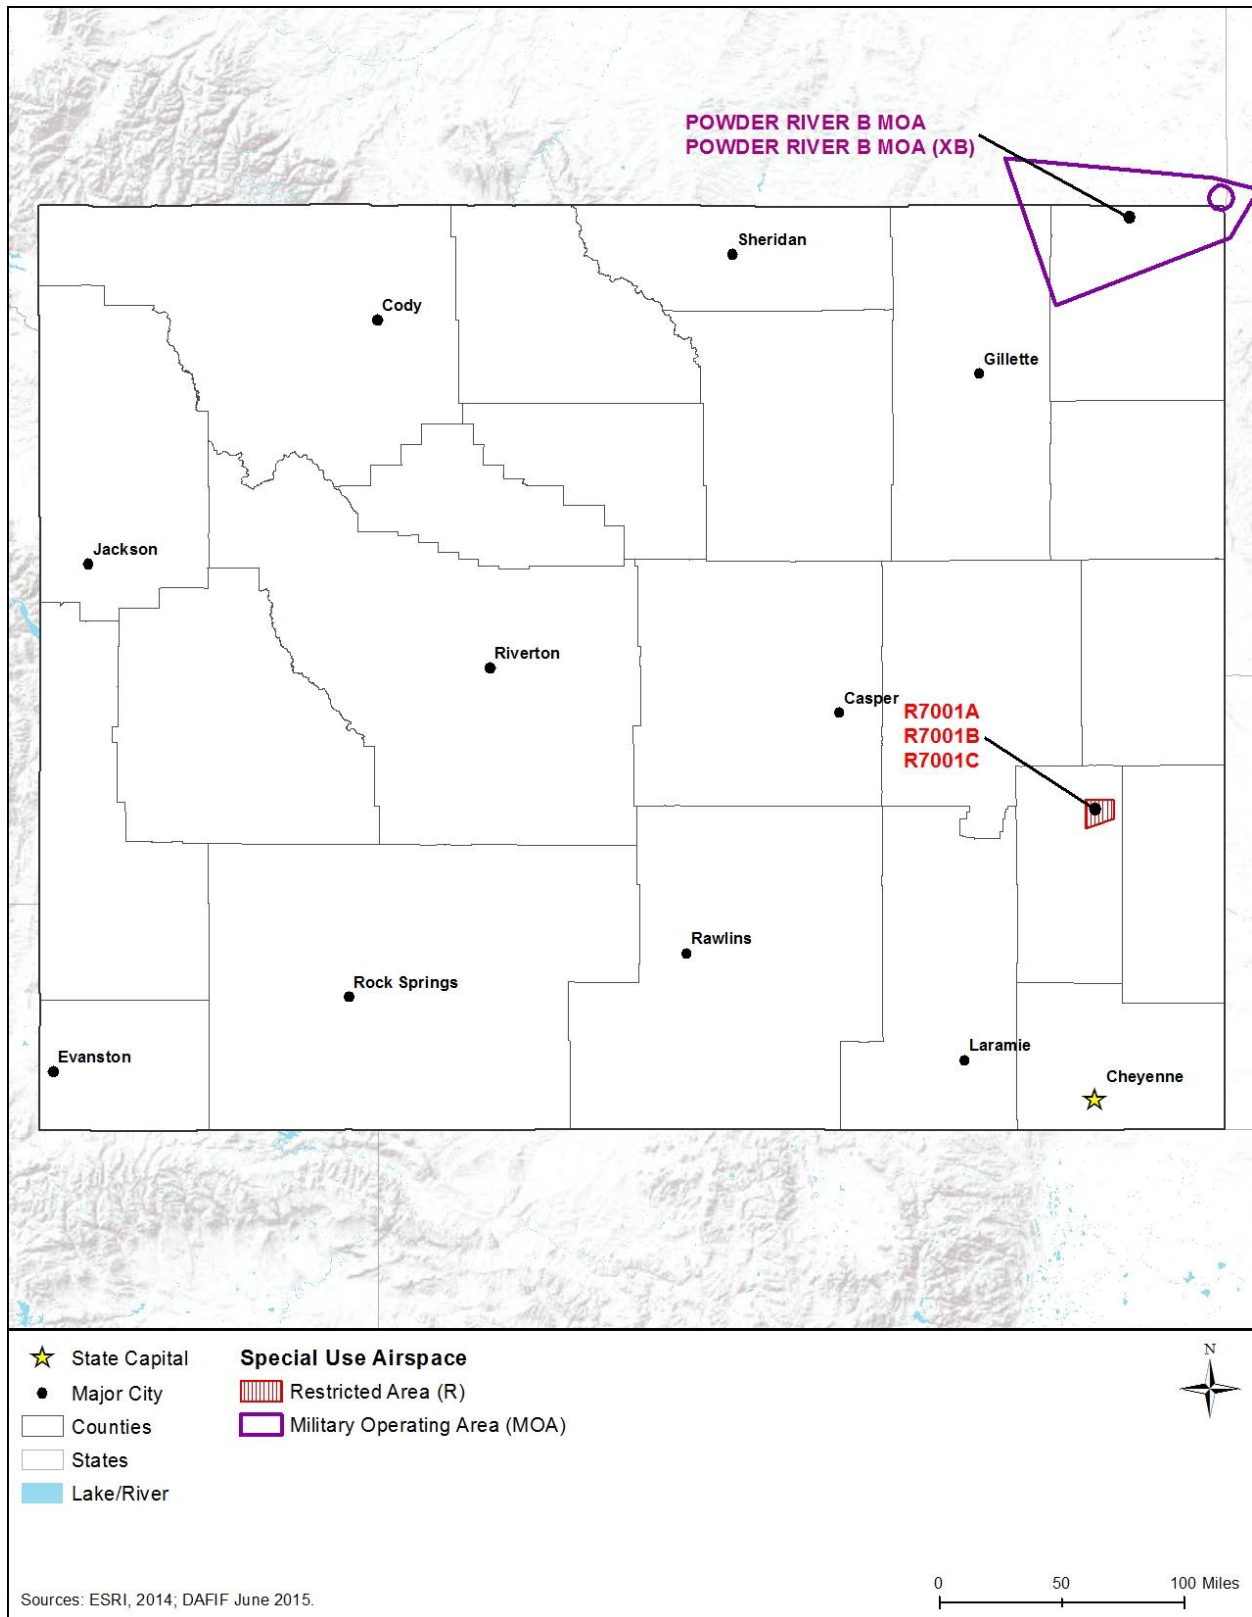 POWDER RIVER B MOA
POWDER RIVER B MOA (XB)
Sheridan
Cody
Gillette
Jackson
Riverton
Casper
R7001A
R7001B
R7001C
Rawlins
Rock Springs
Laramie
Evanston
Cheyenne
State Capital
Major City
Counties
States
Lake/River
Special Use Airspace
Restricted Area (R)
Military Operating Area (MOA)
N
Sources: ESRI, 2014; DAFIF June 2015.
0 50 100 Miles